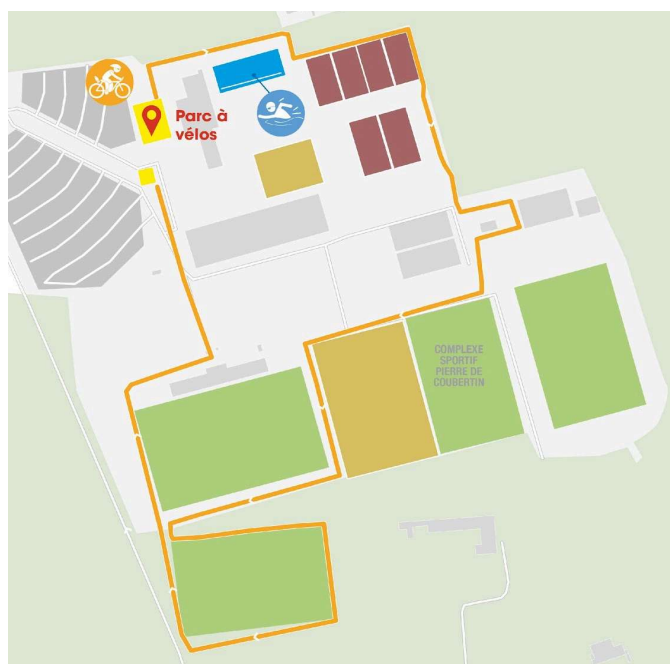 Parc à
vélos
COMPLEXE
SPORTIF
PIERRE DE
COUBERTIN